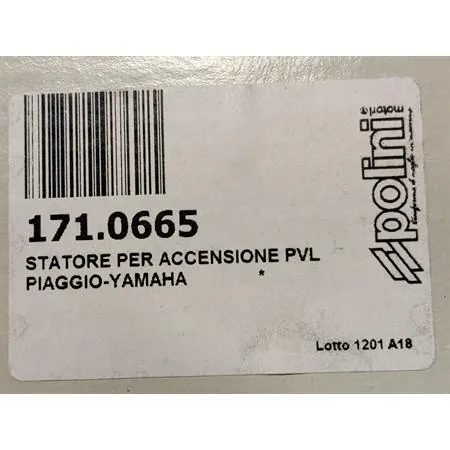 171.0665
STATORE PER ACCENSIONE PVL
PIAGGIO-YAMAHA *
Lotto 1201 A18
polini
motori®